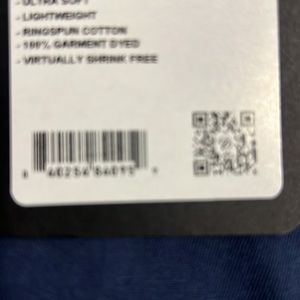 - ULTRA SOFT
- LIGHTWEIGHT
- RINGSPUN COTTON
- 100% GARMENT DYED
- VIRTUALLY SHRINK FREE